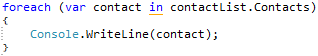 foreach (var contact in contactList.Contacts)
{
    Console.WriteLine(contact);
}